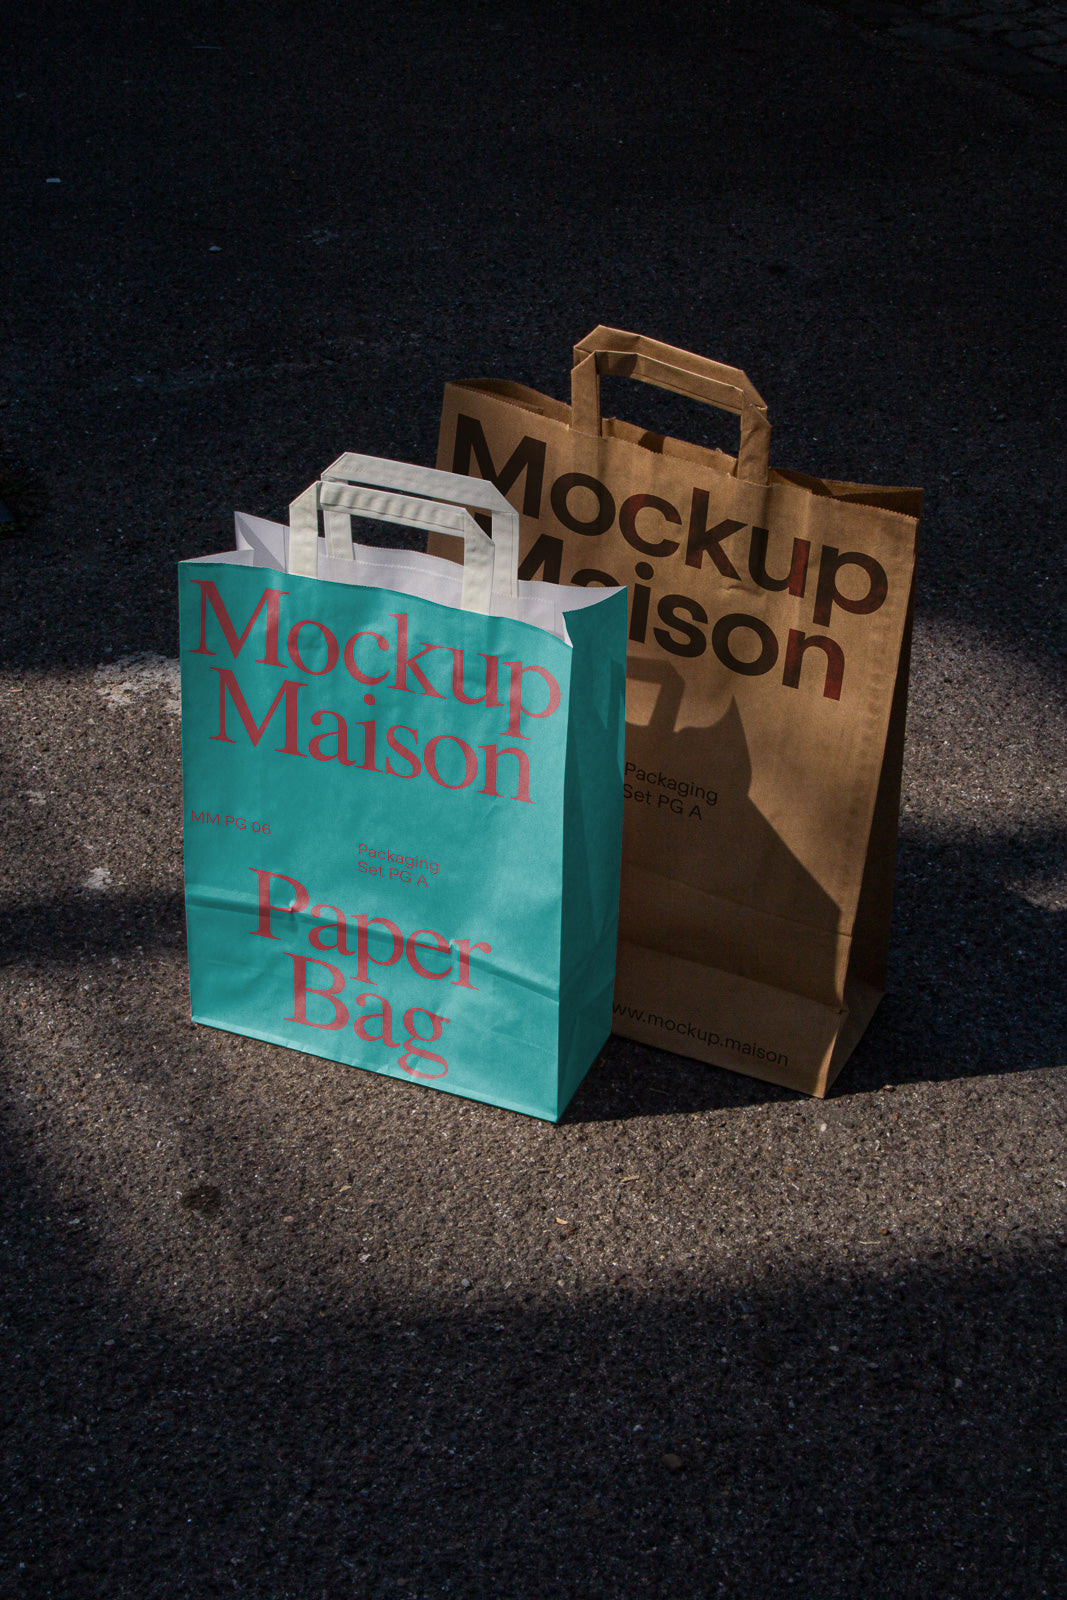 Mockup
Maison
MM PG 06
Packaging
Set PG A
Paper
Bag
Mockup
Maison
Packaging
Set PG A
www.mockup.maison